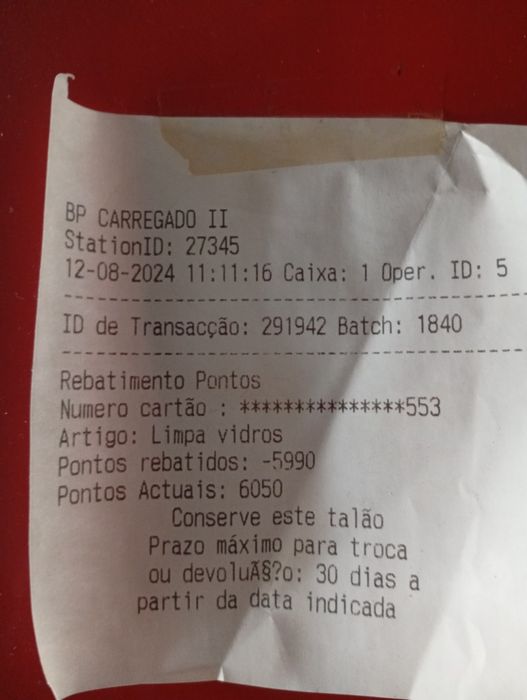 BP CARREGADO II
StationID: 27345
12-08-2024 11:11:16 Caixa: 1 Oper. ID: 5
ID de Transacção: 291942 Batch: 1840
Rebatimento Pontos
Numero cartão : ***************553
Artigo: Limpa vidros
Pontos rebatidos: -5990
Pontos Actuais: 6050
Conserve este talão
Prazo máximo para troca
ou devoluÃ§?o: 30 dias a
partir da data indicada